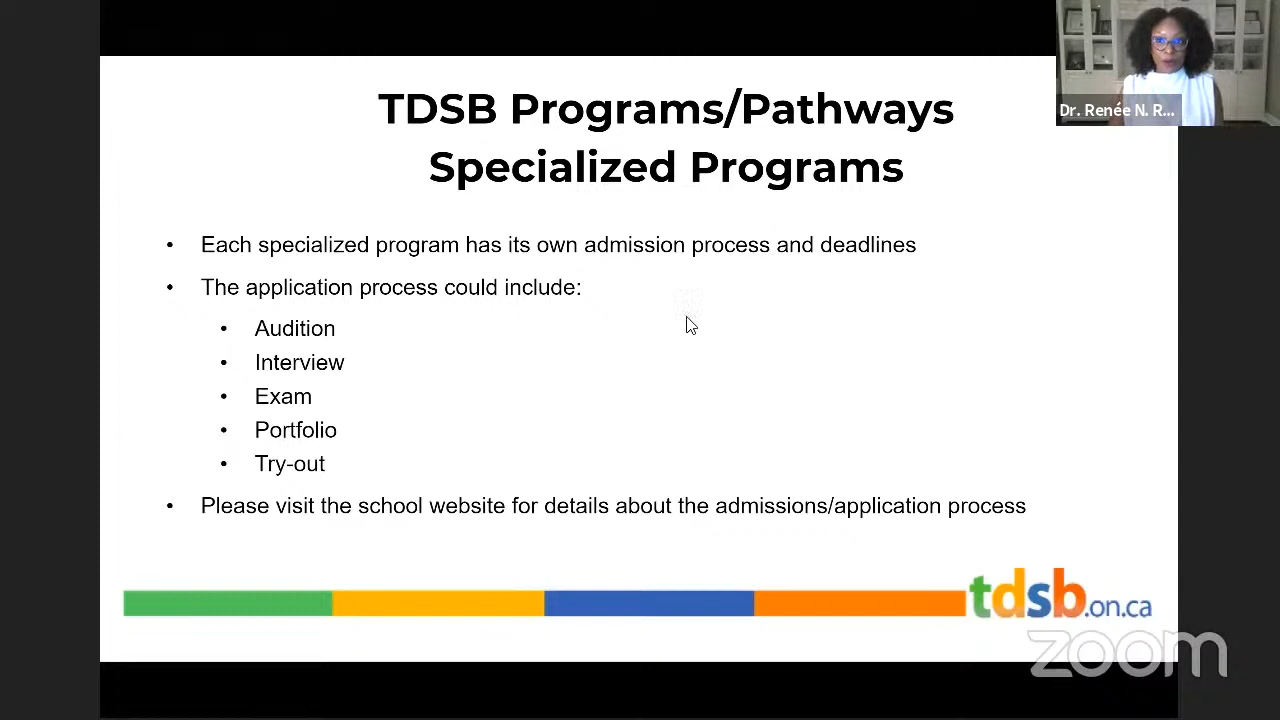 TDSB Programs/Pathways
Specialized Programs
Dr. Renée N. R...
• Each specialized program has its own admission process and deadlines
• The application process could include:
• Audition
• Interview
• Exam
• Portfolio
• Try-out
• Please visit the school website for details about the admissions/application process
tdsb.on.ca
zoom